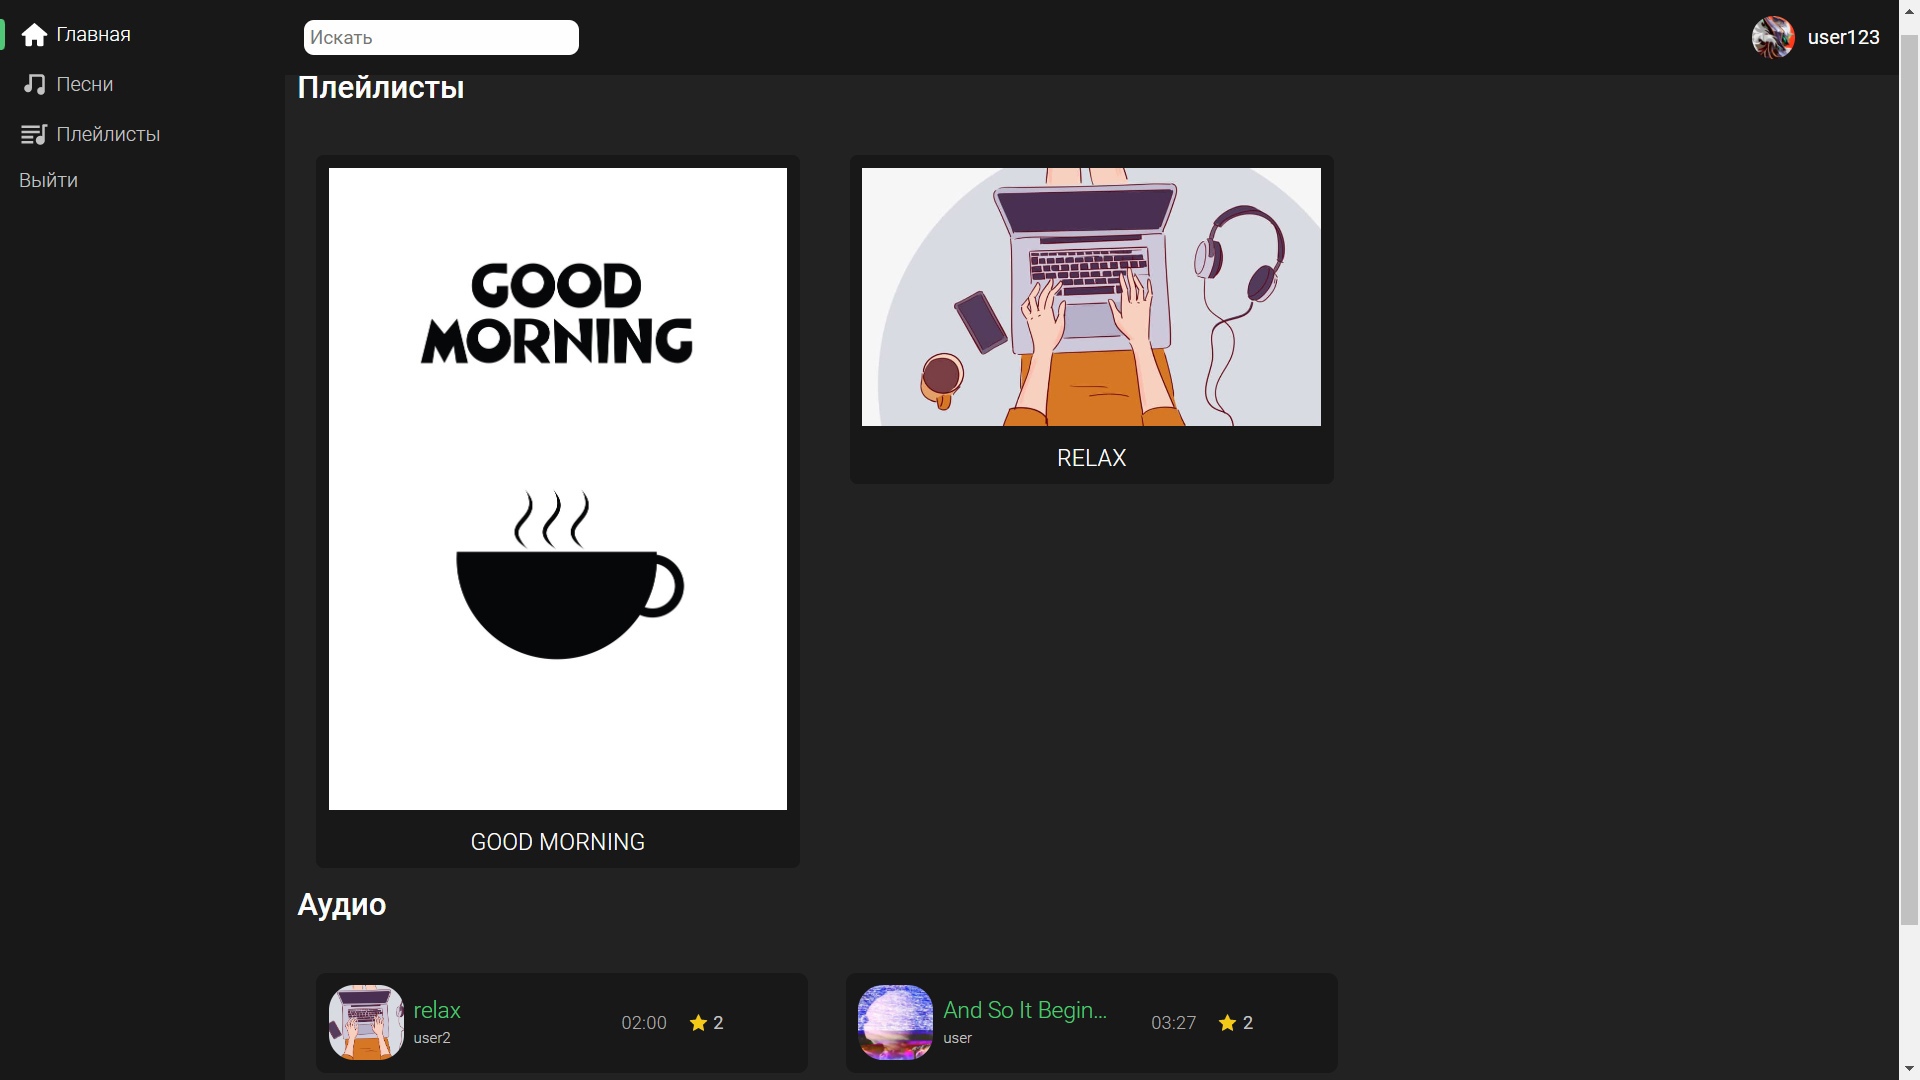 Главная
Песни
Плейлисты
Выйти
Искать
user123
Плейлисты
GOOD
MORNING
GOOD MORNING
RELAX
Аудио
relax
user2
02:00
2
And So It Begin...
user
03:27
2